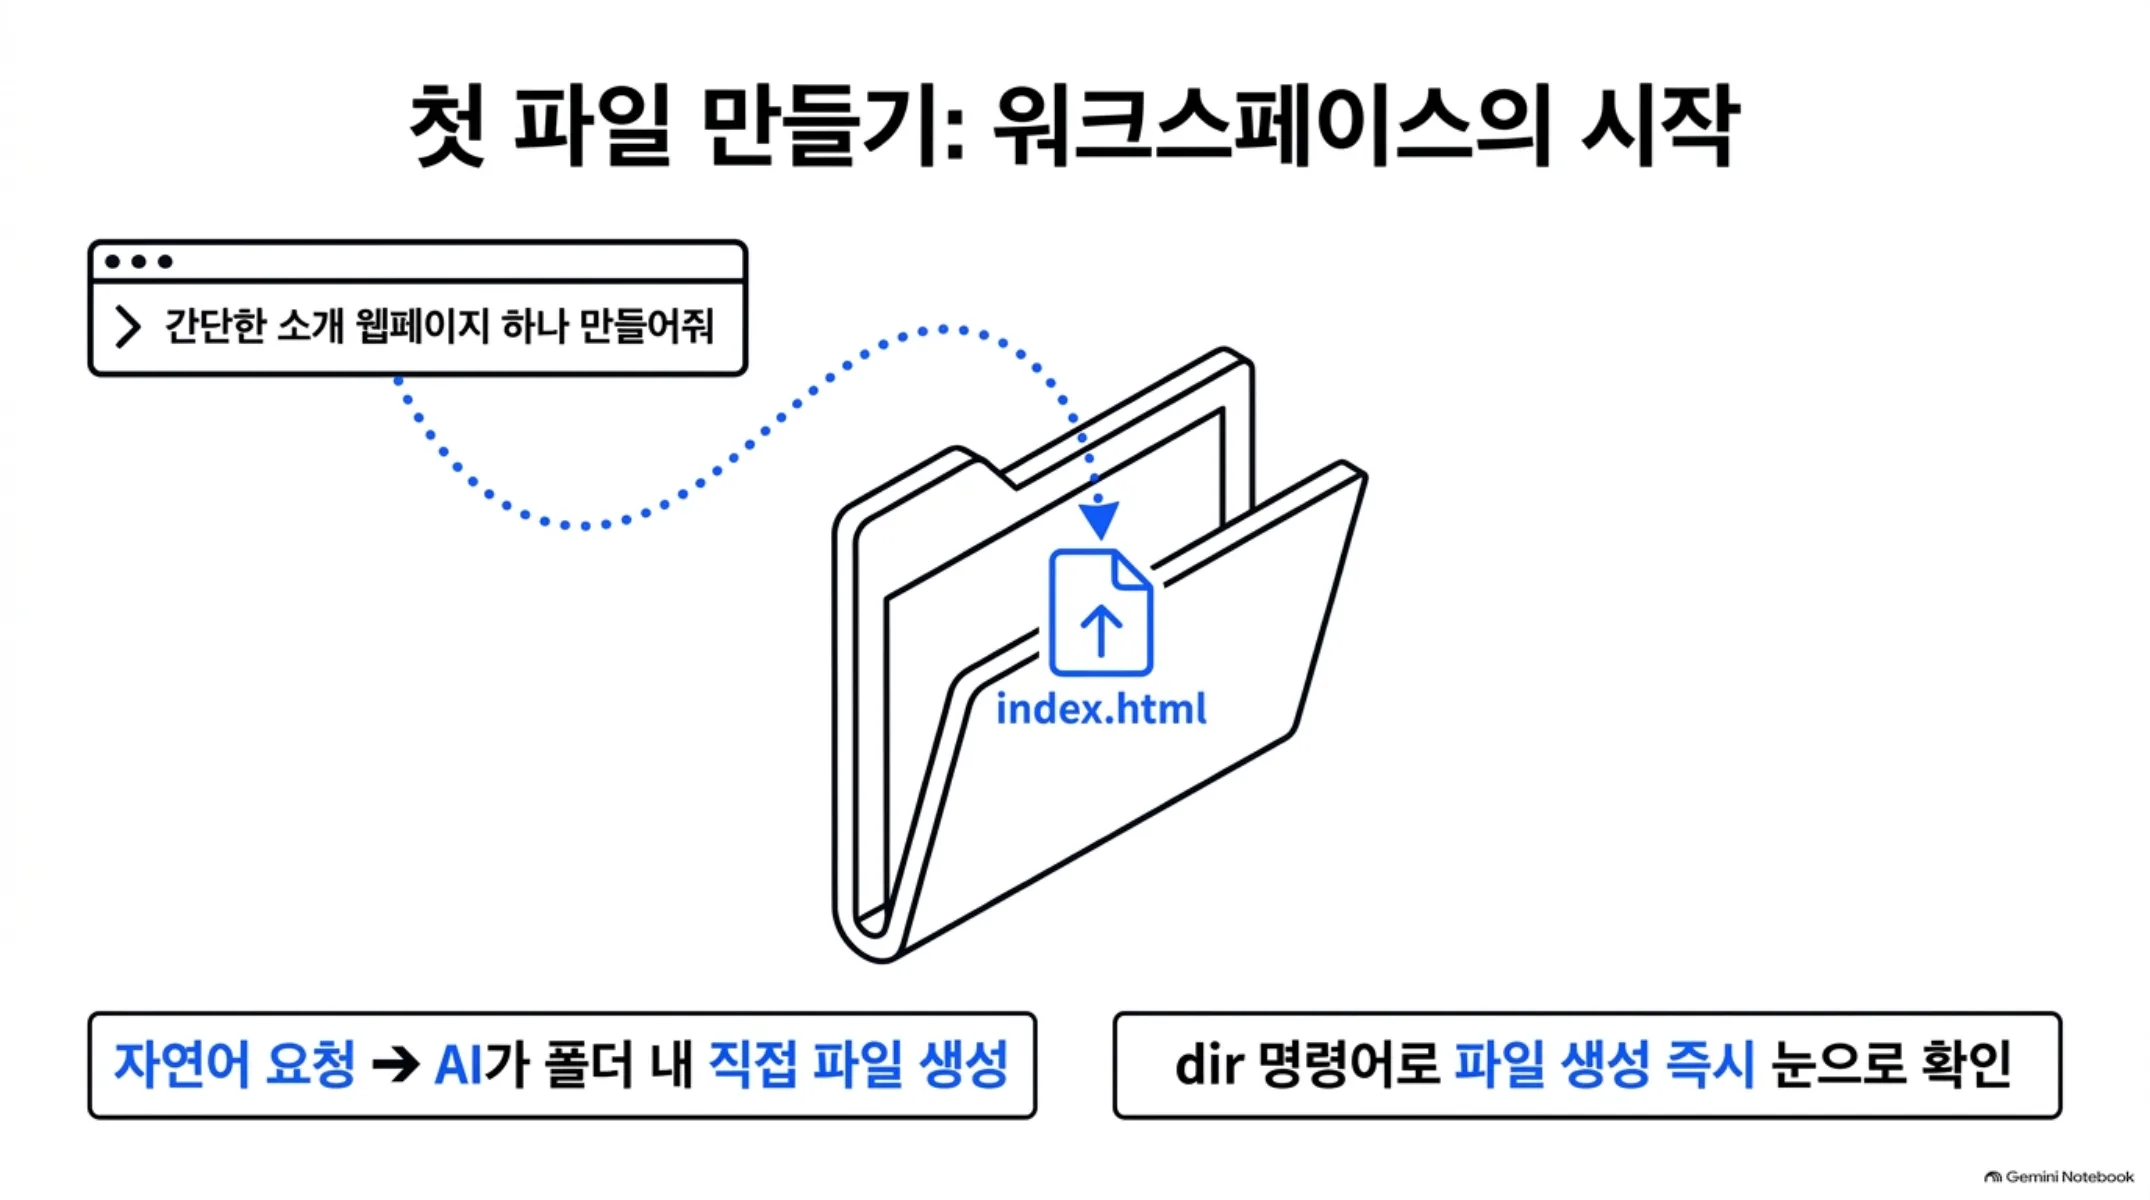 첫 파일 만들기: 워크스페이스의 시작
> 간단한 소개 웹페이지 하나 만들어줘
index.html
자연어 요청 ➔ AI가 폴더 내 직접 파일 생성
dir 명령어로 파일 생성 즉시 눈으로 확인
Gemini Notebook